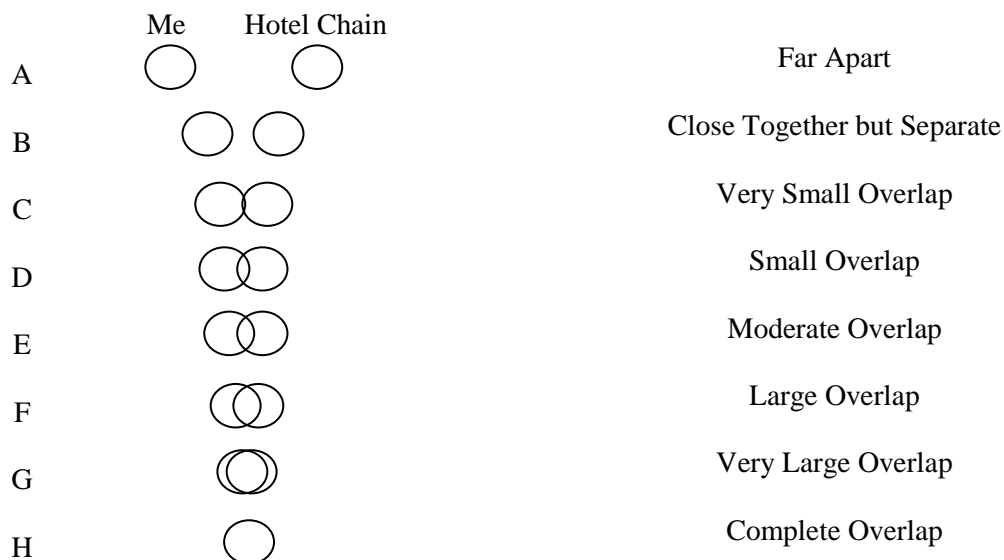 Me Hotel Chain
A Far Apart
B Close Together but Separate
C Very Small Overlap
D Small Overlap
E Moderate Overlap
F Large Overlap
G Very Large Overlap
H Complete Overlap